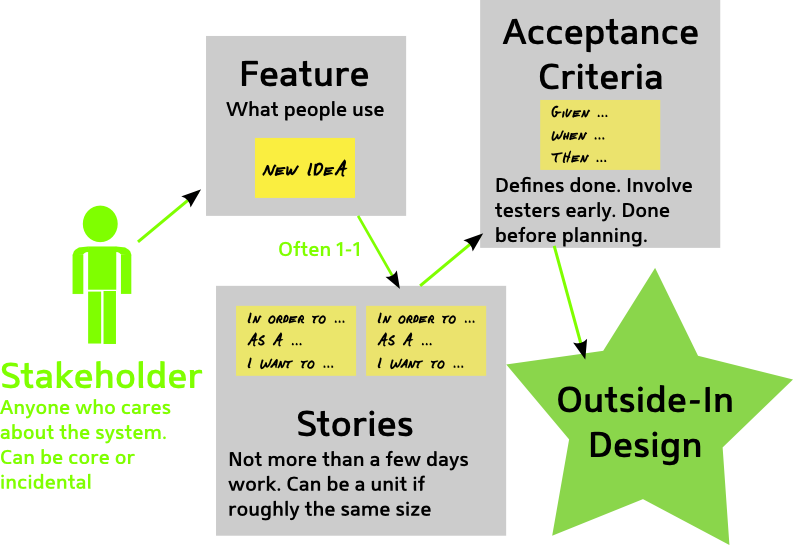 Stakeholder
Anyone who cares
about the system.
Can be core or
incidental
Feature
What people use
NEW IDEA
Often 1-1
IN ORDER TO ...
AS A ...
I WANT TO ...
IN ORDER TO ...
AS A ...
I WANT TO ...
Stories
Not more than a few days
work. Can be a unit if
roughly the same size
Acceptance
Criteria
GIVEN ...
WHEN ...
THEN ...
Defines done. Involve
testers early. Done
before planning.
Outside-In
Design